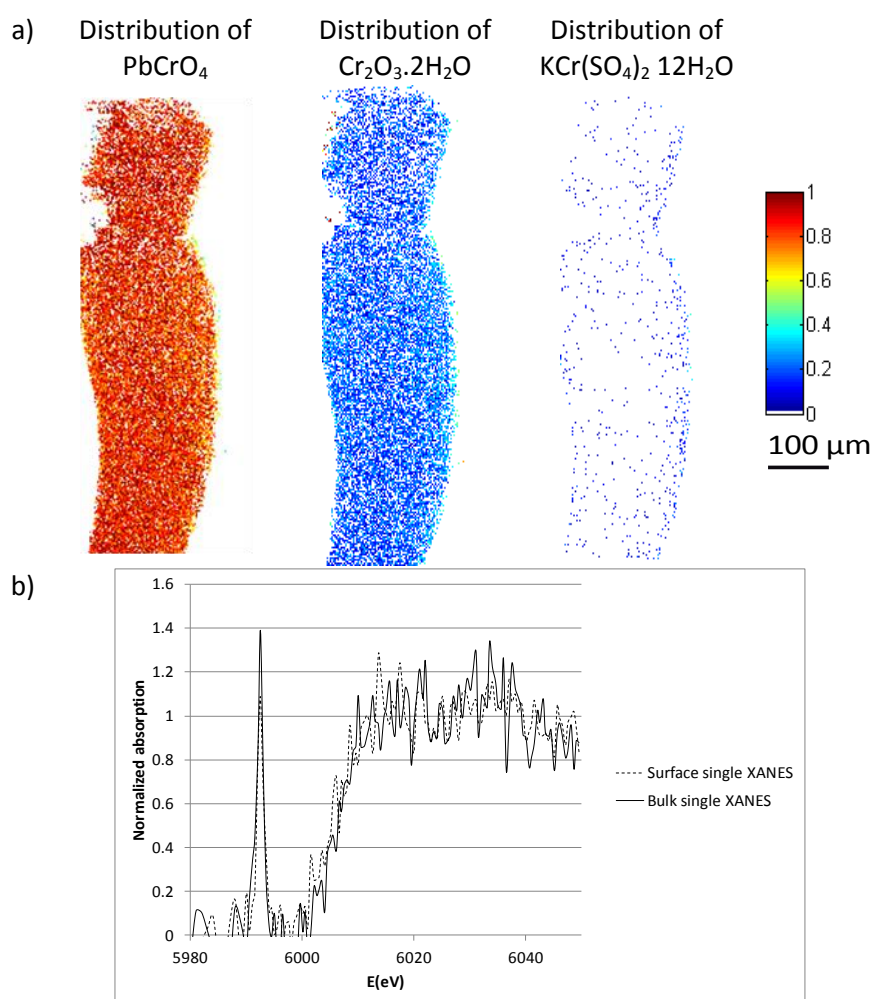 a)
Distribution of
PbCrO₄
Distribution of
Cr₂O₃.2H₂O
Distribution of
KCr(SO₄)₂ 12H₂O
1
0.8
0.6
0.4
0.2
0
100 µm
b)
1.6
1.4
1.2
1
0.8
0.6
0.4
0.2
0
Normalized absorption
5980
6000
6020
6040
E(eV)
Surface single XANES
Bulk single XANES